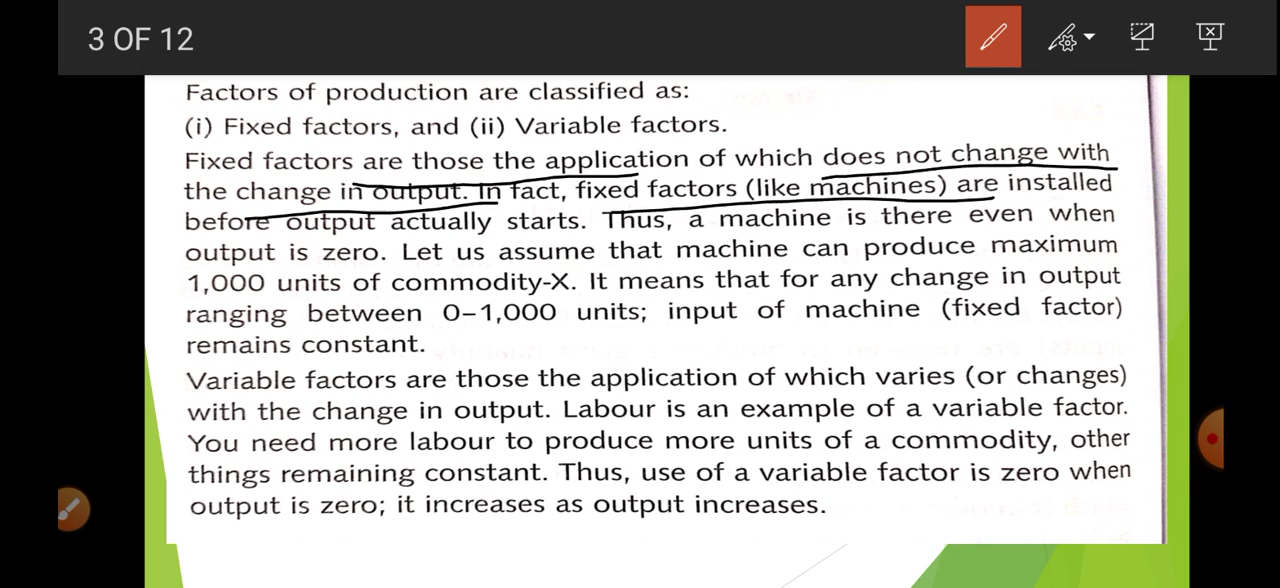 3 OF 12
Factors of production are classified as:
(i) Fixed factors, and (ii) Variable factors.
Fixed factors are those the application of which does not change with
the change in output. In fact, fixed factors (like machines) are installed
before output actually starts. Thus, a machine is there even when
output is zero. Let us assume that machine can produce maximum
1,000 units of commodity-X. It means that for any change in output
ranging between 0–1,000 units; input of machine (fixed factor)
remains constant.
Variable factors are those the application of which varies (or changes)
with the change in output. Labour is an example of a variable factor.
You need more labour to produce more units of a commodity, other
things remaining constant. Thus, use of a variable factor is zero when
output is zero; it increases as output increases.